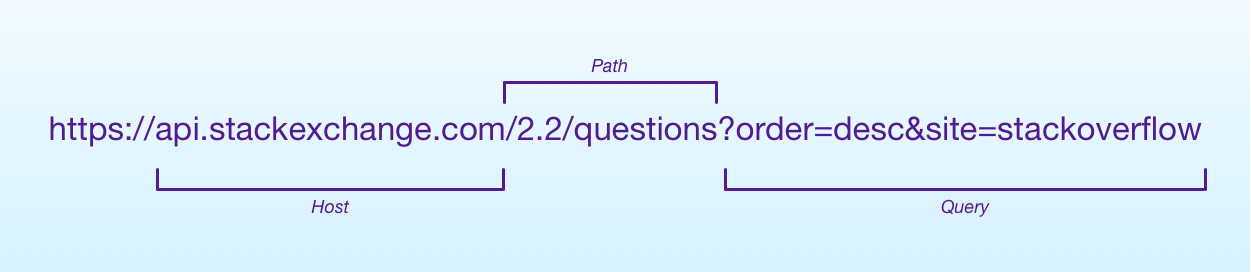 Path
https://api.stackexchange.com/2.2/questions?order=desc&site=stackoverflow
Host
Query